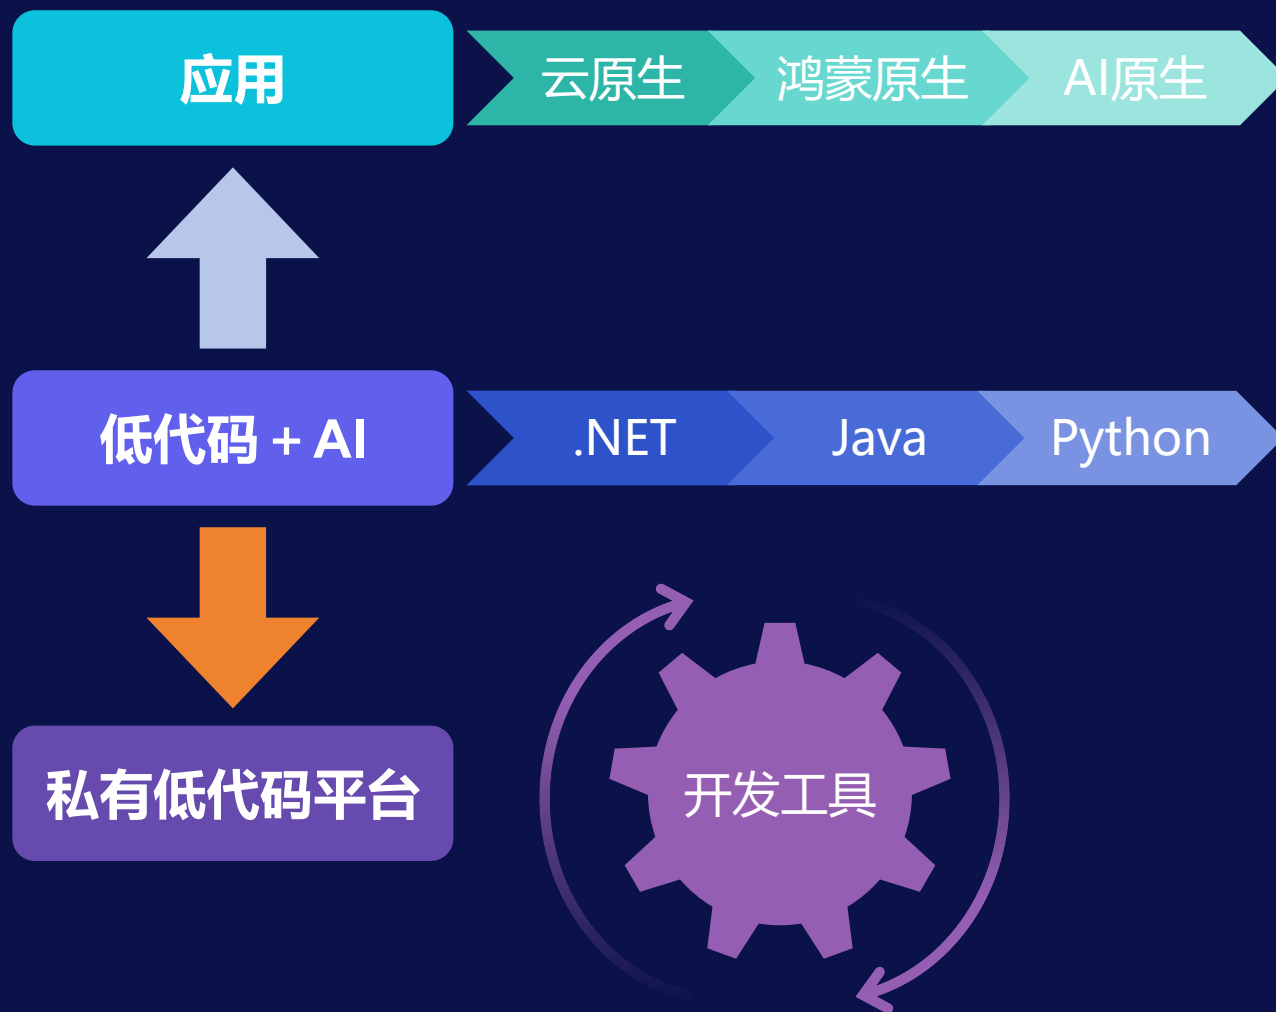 应用
云原生
鸿蒙原生
AI原生
低代码 + AI
.NET
Java
Python
私有低代码平台
开发工具